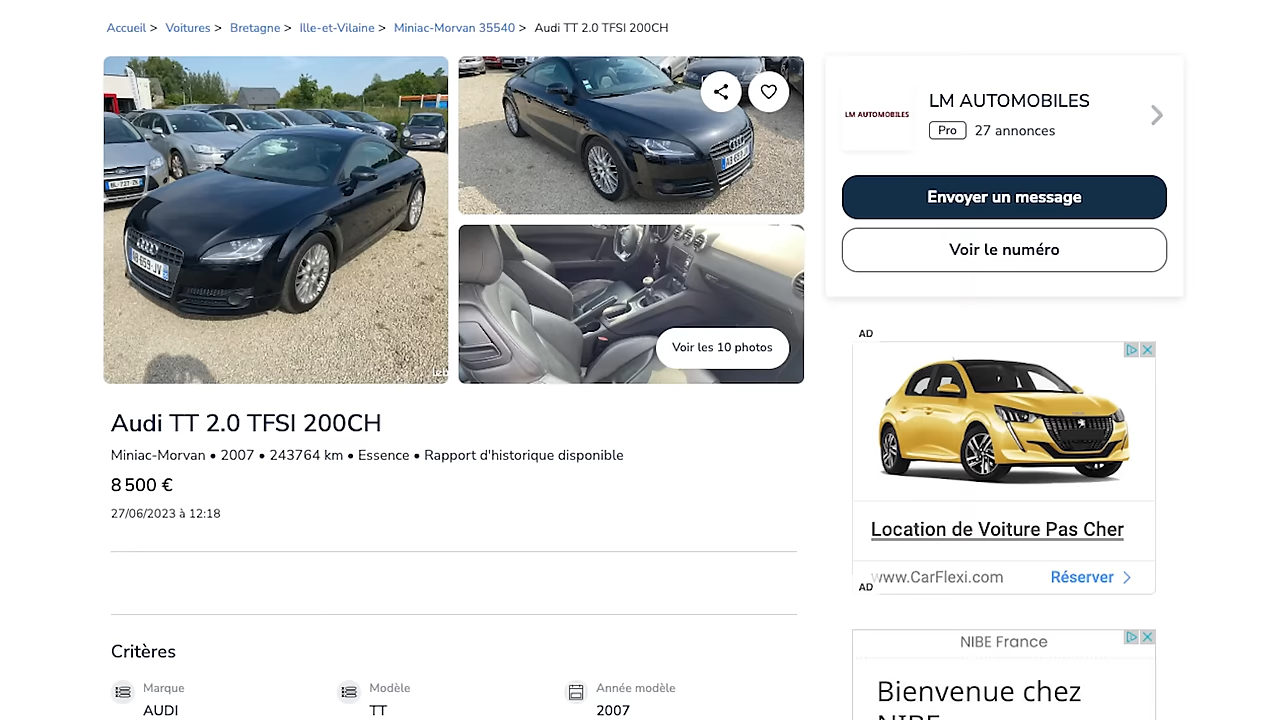 Accueil > Voitures > Bretagne > Ille-et-Vilaine > Miniac-Morvan 35540 > Audi TT 2.0 TFSI 200CH
LM AUTOMOBILES
LM AUTOMOBILES
Pro 27 annonces
Envoyer un message
Voir le numéro
Voir les 10 photos
Audi TT 2.0 TFSI 200CH
Miniac-Morvan • 2007 • 243764 km • Essence • Rapport d'historique disponible
8 500 €
27/06/2023 à 12:18
AD
Location de Voiture Pas Cher
www.CarFlexi.com Réserver
AD
NIBE France
Bienvenue chez
NIBE
Critères
Marque
AUDI
Modèle
TT
Année modèle
2007